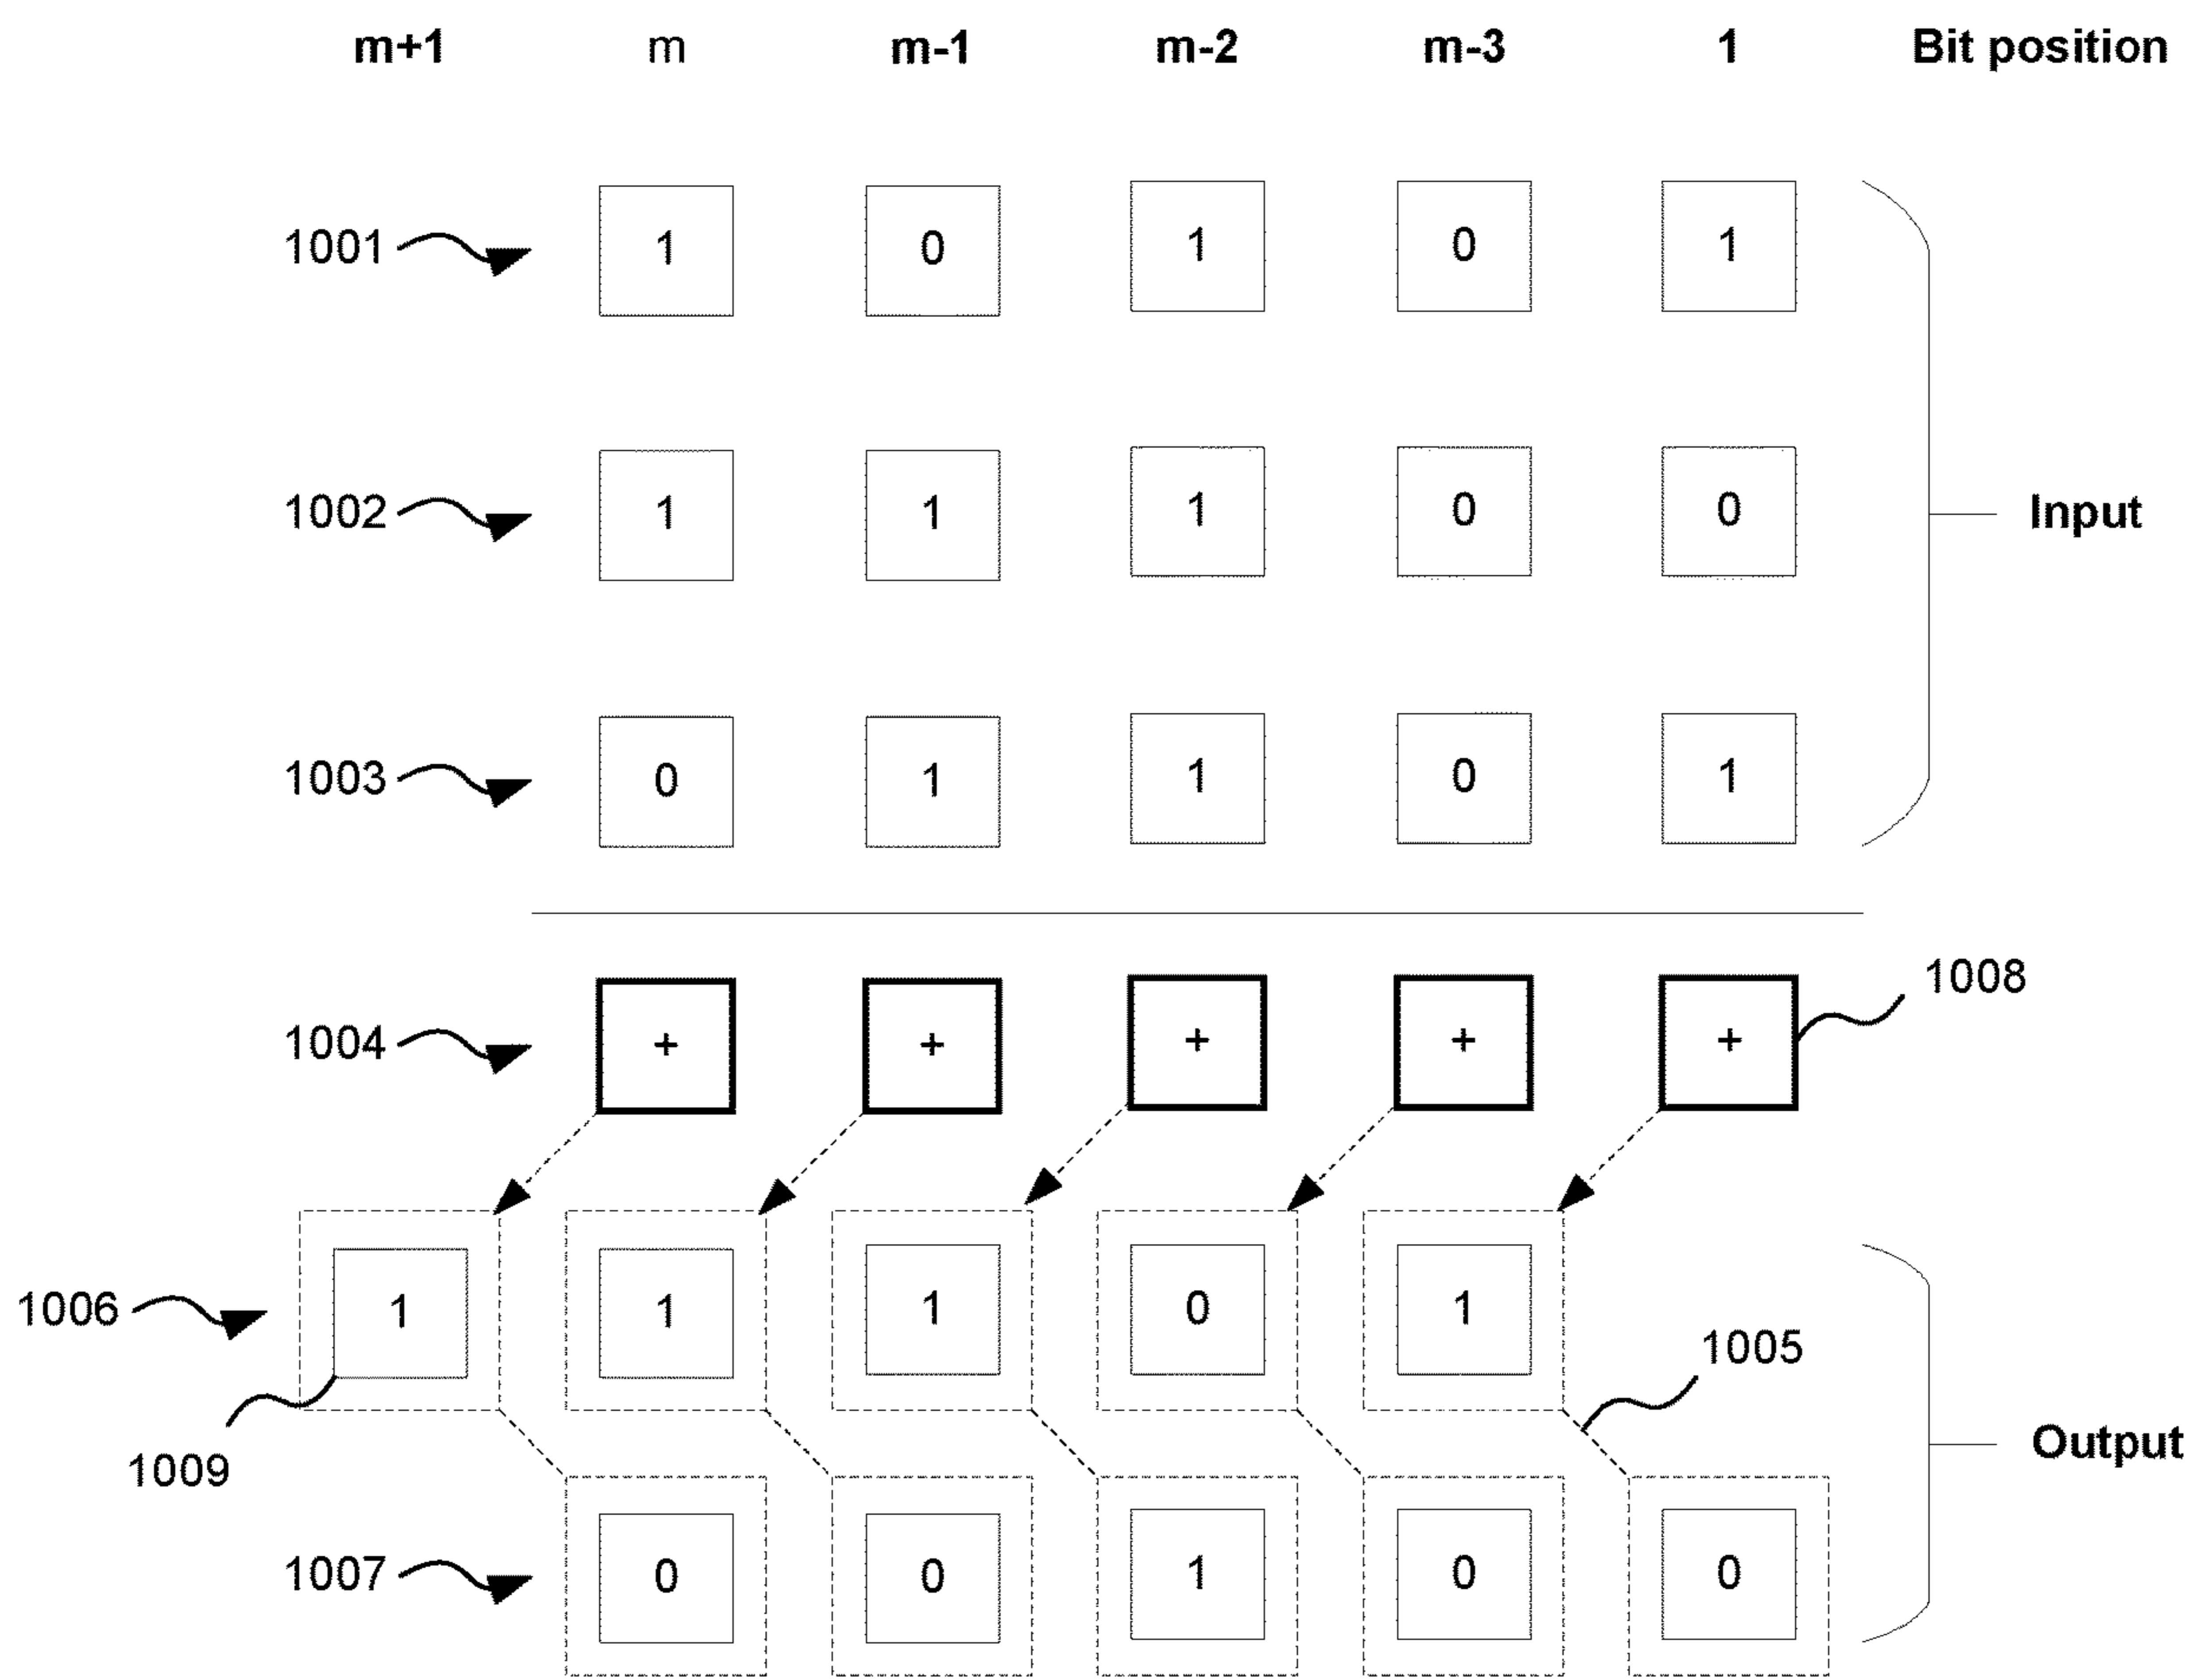 m+1 m m-1 m-2 m-3 1 Bit position
1001 1 0 1 0 1
1002 1 1 1 0 0 Input
1003 0 1 1 0 1
1008
1004 + + + + +
1006 1 1 1 0 1
1005
1009
Output
1007 0 0 1 0 0